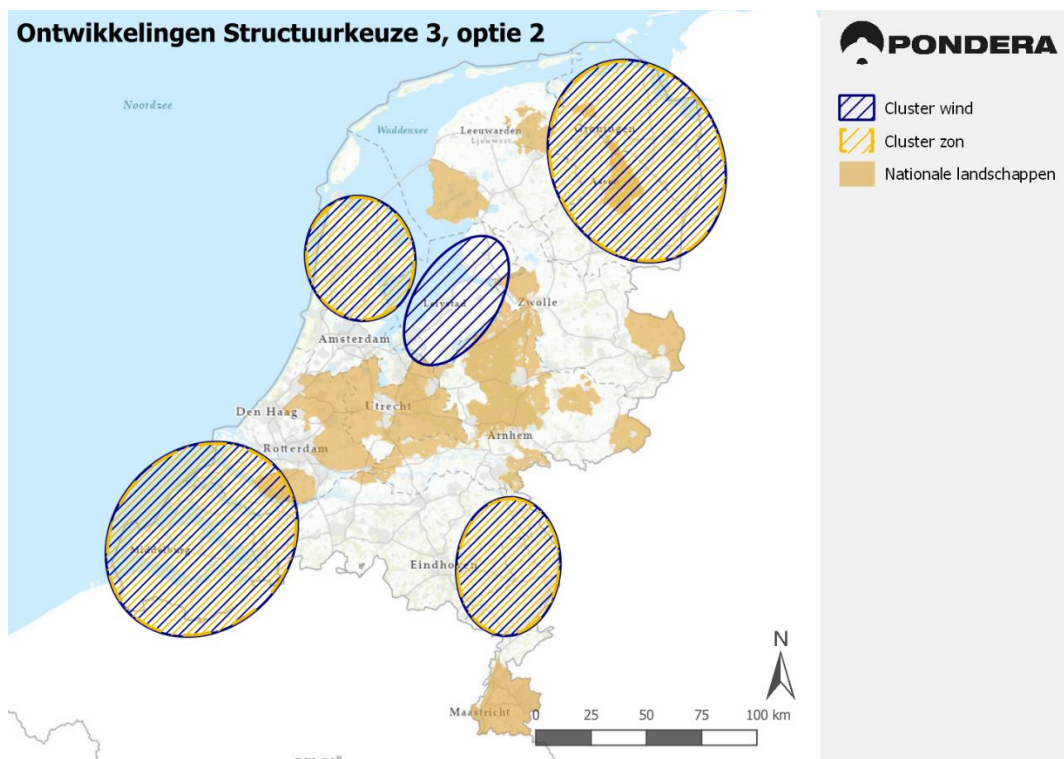 Ontwikkelingen Structuurkeuze 3, optie 2
PONDERA
Cluster wind
Cluster zon
Nationale landschappen
Noordzee
Waddenzee
Leeuwarden
Ljouwert
Groningen
Assen
Lelystad
Zwolle
Amsterdam
Den Haag
Utrecht
Rotterdam
Arnhem
Middelburg
Eindhoven
Maastricht
N
0 25 50 75 100 km